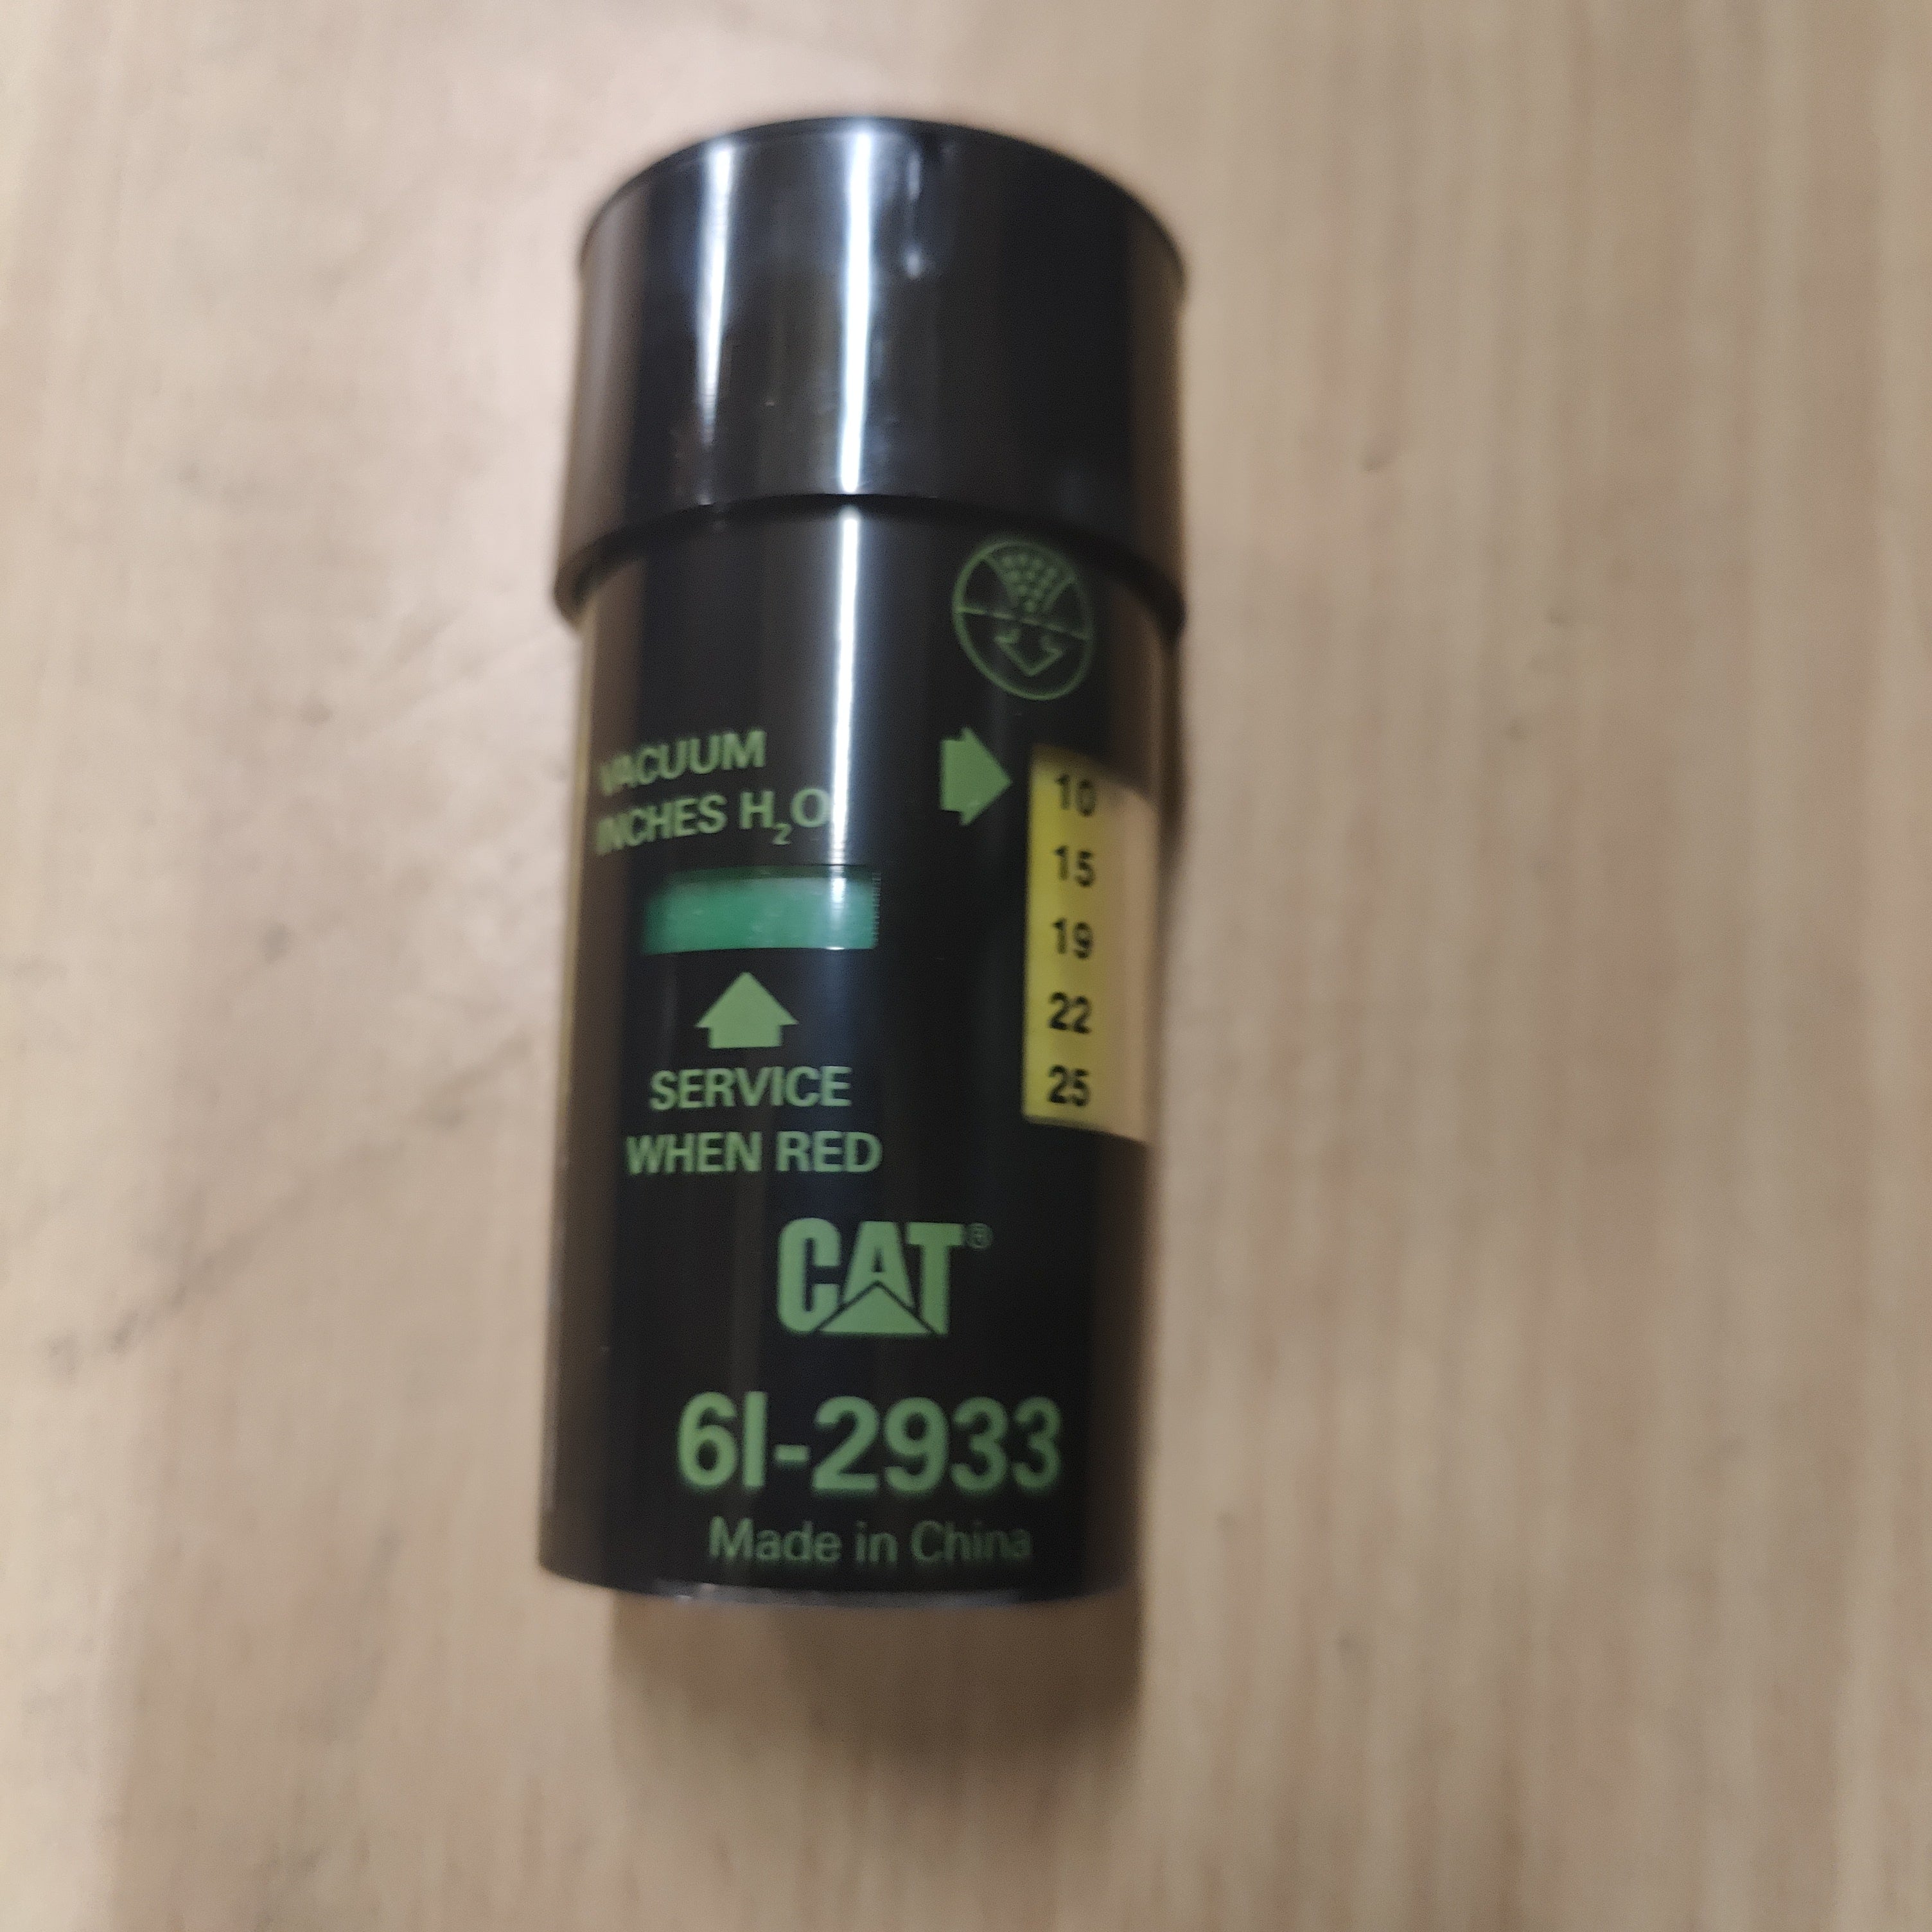 VACUUM
INCHES H₂O
10
15
19
22
25
SERVICE
WHEN RED
CAT®
6I-2933
Made in China